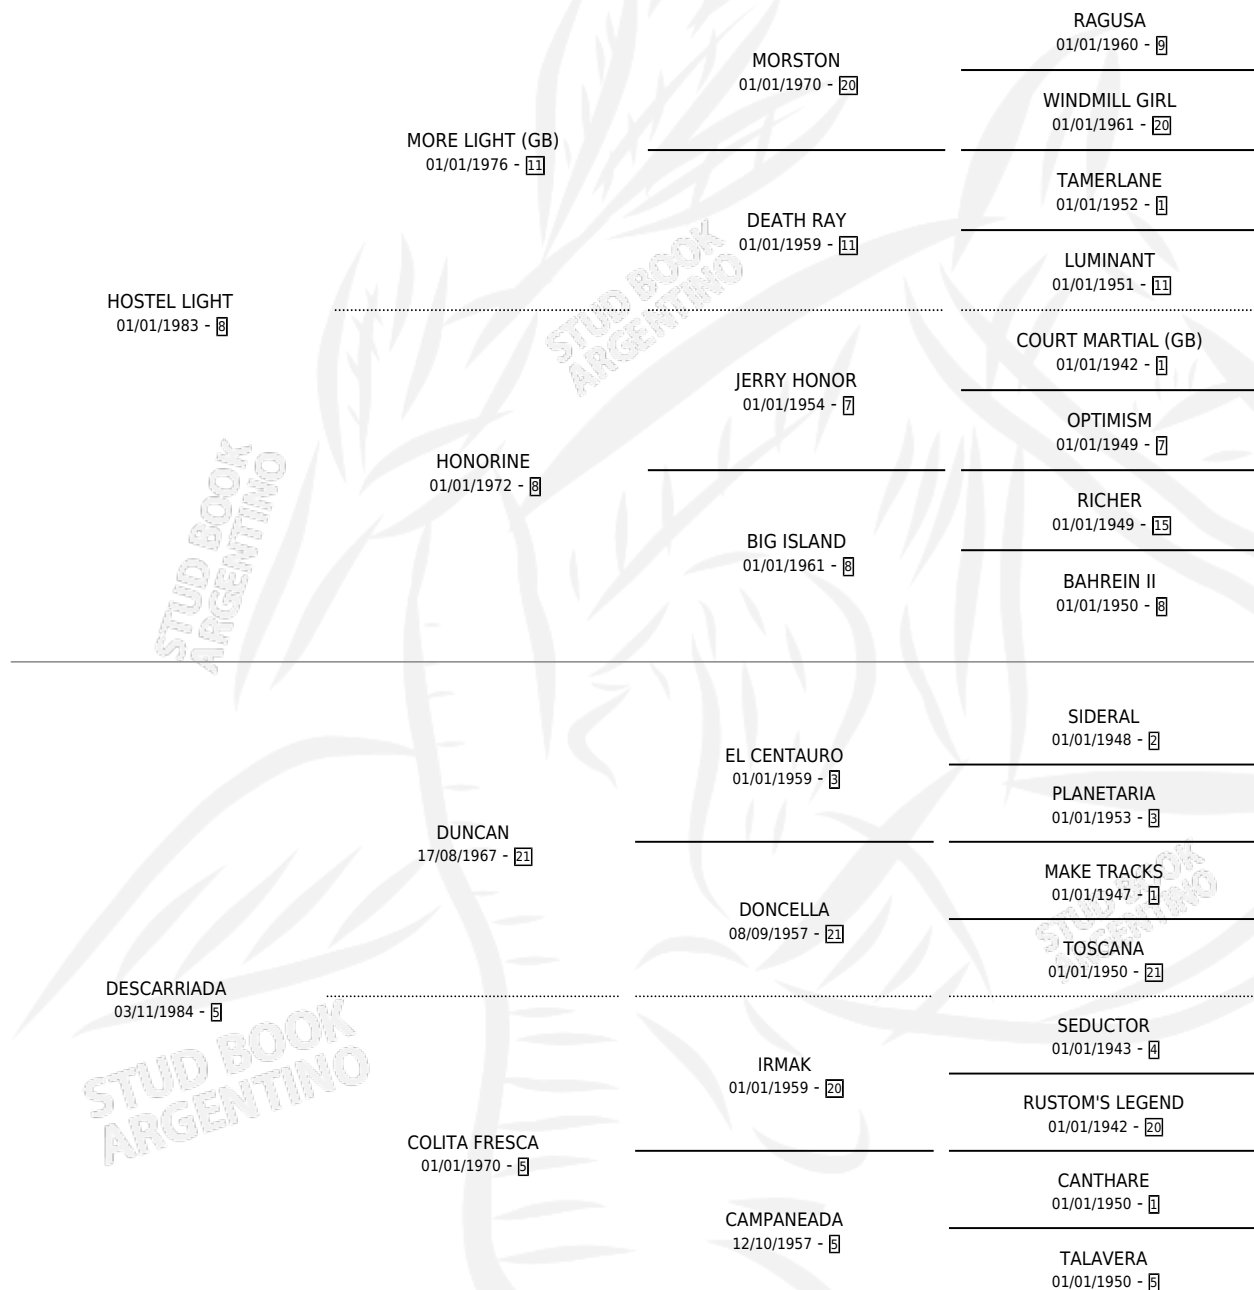 RAGUSA
01/01/1960 - 9
MORSTON
01/01/1970 - 20
WINDMILL GIRL
01/01/1961 - 20
MORE LIGHT (GB)
01/01/1976 - 11
TAMERLANE
01/01/1952 - 1
DEATH RAY
01/01/1959 - 11
LUMINANT
01/01/1951 - 11
HOSTEL LIGHT
01/01/1983 - 8
COURT MARTIAL (GB)
01/01/1942 - 1
JERRY HONOR
01/01/1954 - 7
OPTIMISM
01/01/1949 - 7
HONORINE
01/01/1972 - 8
RICHER
01/01/1949 - 15
BIG ISLAND
01/01/1961 - 8
BAHREIN II
01/01/1950 - 8
SIDERAL
01/01/1948 - 2
EL CENTAURO
01/01/1959 - 3
PLANETARIA
01/01/1953 - 3
DUNCAN
17/08/1967 - 21
MAKE TRACKS
01/01/1947 - 1
DONCELLA
08/09/1957 - 21
TOSCANA
01/01/1950 - 21
DESCARRIADA
03/11/1984 - 5
SEDUCTOR
01/01/1943 - 4
IRMAK
01/01/1959 - 20
RUSTOM'S LEGEND
01/01/1942 - 20
COLITA FRESCA
01/01/1970 - 5
CANTHARE
01/01/1950 - 1
CAMPANEADA
12/10/1957 - 5
TALAVERA
01/01/1950 - 5
STUD BOOK
ARGENTINO
STUD BOOK
ARGENTINO
STUD BOOK
ARGENTINO
STUD BOOK
ARGENTINO